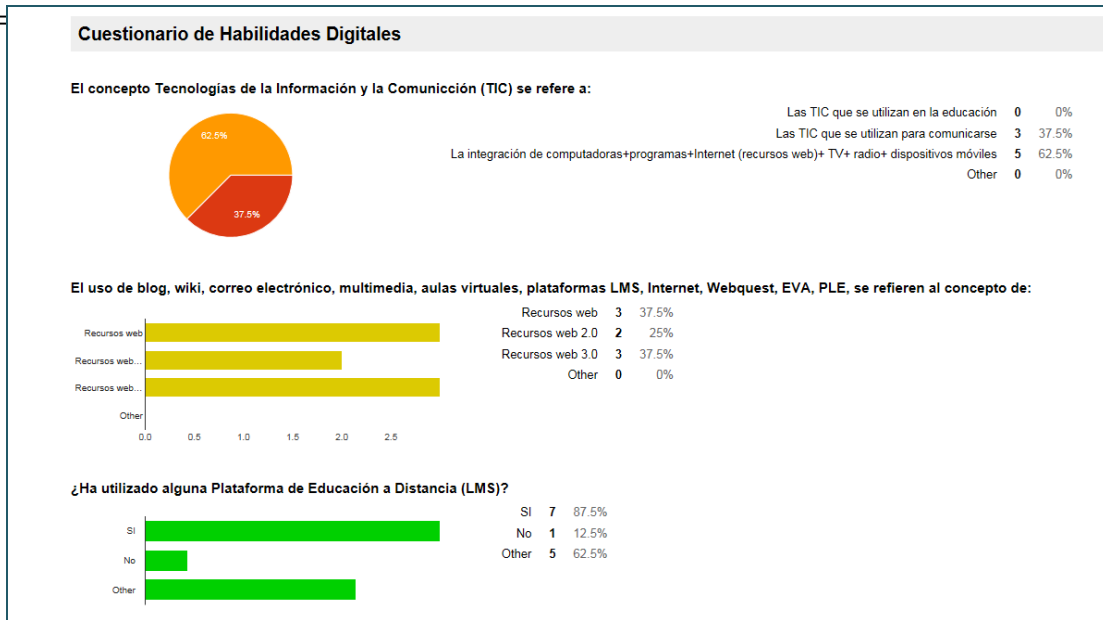 Cuestionario de Habilidades Digitales
El concepto Tecnologías de la Información y la Comunicción (TIC) se refere a:
62.5%
37.5%
Las TIC que se utilizan en la educación 0 0%
Las TIC que se utilizan para comunicarse 3 37.5%
La integración de computadoras+programas+Internet (recursos web)+ TV+ radio+ dispositivos móviles 5 62.5%
Other 0 0%
El uso de blog, wiki, correo electrónico, multimedia, aulas virtuales, plataformas LMS, Internet, Webquest, EVA, PLE, se refieren al concepto de:
Recursos web
Recursos web...
Recursos web...
Other
0.0 0.5 1.0 1.5 2.0 2.5
Recursos web 3 37.5%
Recursos web 2.0 2 25%
Recursos web 3.0 3 37.5%
Other 0 0%
¿Ha utilizado alguna Plataforma de Educación a Distancia (LMS)?
SI
No
Other
SI 7 87.5%
No 1 12.5%
Other 5 62.5%